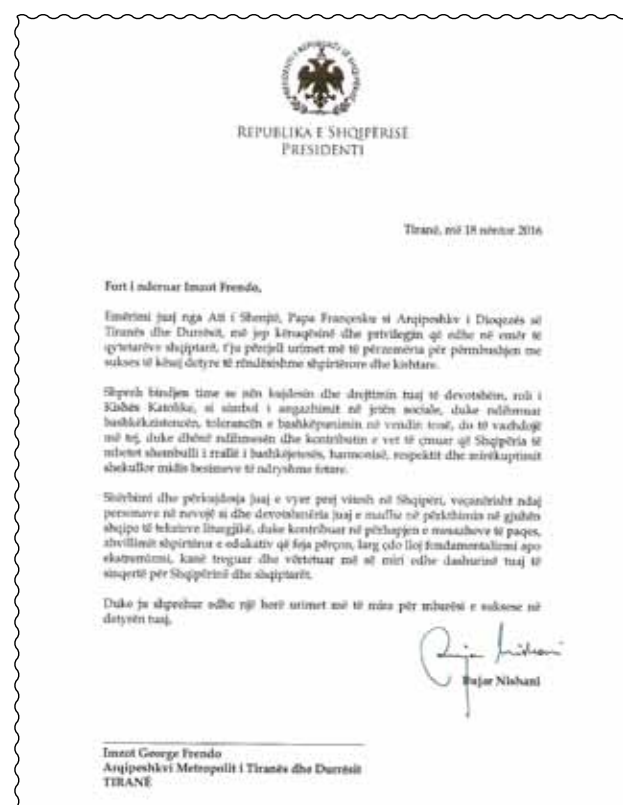 REPUBLIKA E SHQIPËRISË
PRESIDENTI
Tiranë, më 18 nëntor 2016
Fort i nderuar Imzot Frendo,
Emërimi juaj nga Ati i Shenjtë, Papa Françesku si Arqipeshkv i Dioqezës së
Tiranës dhe Durrësit, më jep kënaqësinë dhe privilegjin që edhe në emër të
qytetarëve shqiptarë, t'ju përcjell urimet më të përzemërta për përmbushjen me
sukses të kësaj detyre të rëndësishme shpirtërore dhe kishtare.
Shpreh bindjen time se nën kujdesin dhe drejtimin tuaj të devotshëm, roli i
Kishës Katolike, si simbol i angazhimit në jetën sociale, duke ndihmuar
bashkëkzistencën, tolerancën e bashkëpunimin në vendin tonë, do të vazhdojë
më tej, duke dhënë ndihmesën dhe kontributin e vet të çmuar që Shqipëria të
mbetet shembulli i rrallë i bashkëjetesës, harmonisë, respektit dhe mirëkuptimit
shekullor midis besimeve të ndryshme fetare.
Shërbimi dhe përkujdesja juaj e vyer prej vitesh në Shqipëri, veçanërisht ndaj
personave në nevojë si dhe devotshmëria juaj e madhe në përkthimin në gjuhën
shqipe të teksteve liturgjikë, duke kontribuar në përhapjen e mesazheve të paqes,
zhvillimit shpirtëror e edukativ që feja përçon, larg çdo lloj fondamentalizmi apo
ekstremizmi, kanë treguar dhe vërtetuar më së miri edhe dashurinë tuaj të
sinqertë për Shqipërinë dhe shqiptarët.
Duke ju shprehur edhe një herë urimet më të mira për mbarësi e suksese në
detyrën tuaj,
Bujar Nishani
Imzot George Frendo
Arqipeshkvi Metropolit i Tiranës dhe Durrësit
TIRANË